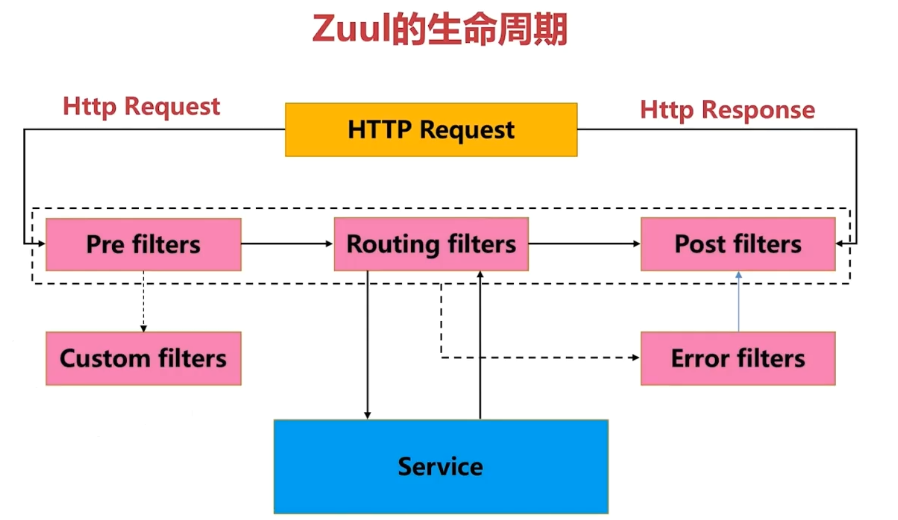 Zuul的生命周期
Http Request
HTTP Request
Http Response
Pre filters
Routing filters
Post filters
Custom filters
Error filters
Service